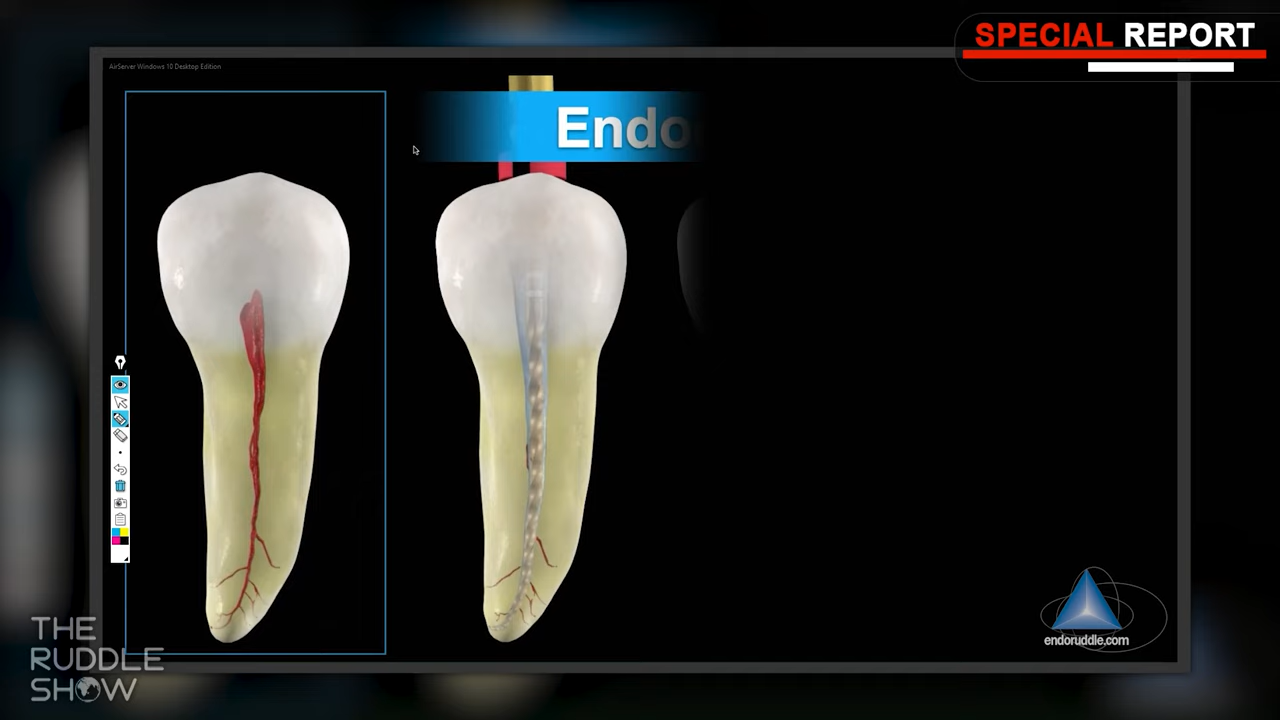 SPECIAL REPORT
AirServer Windows 10 Desktop Edition
Endo
endoruddle.com
THE
RUDDLE
SHOW